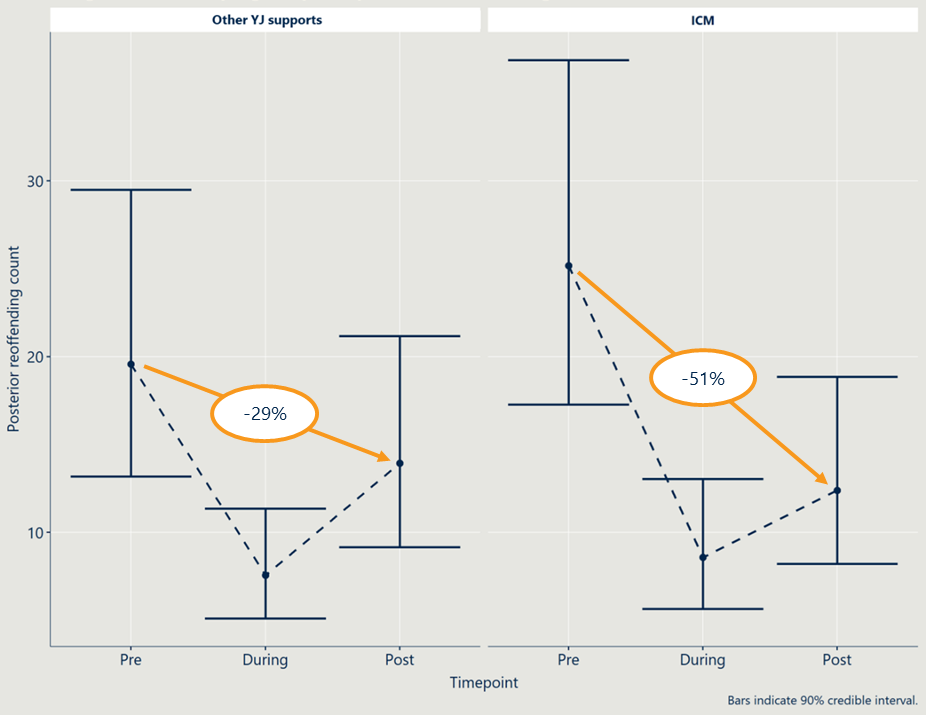 Other YJ supports
ICM
Posterior reoffending count
30
20
10
-29%
-51%
Pre
During
Post
Pre
During
Post
Timepoint
Bars indicate 90% credible interval.